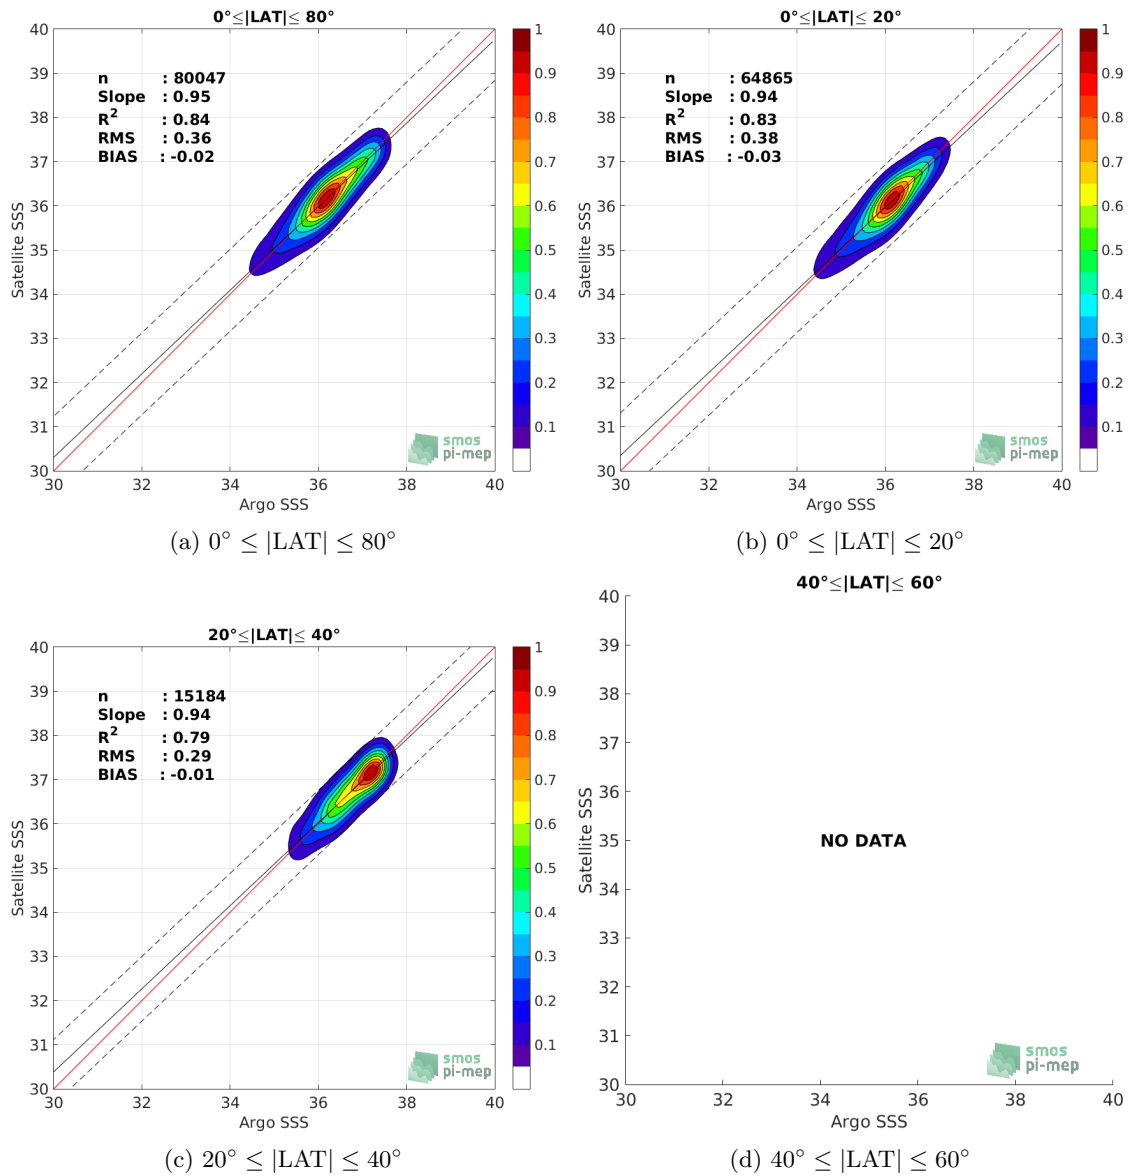 0°≤|LAT|≤ 80°
40
39
38
37
36
35
34
33
32
31
30
Satellite SSS
n : 80047
Slope : 0.95
R² : 0.84
RMS : 0.36
BIAS : -0.02
smos
pi-mep
30 32 34 36 38 40
Argo SSS
1
0.9
0.8
0.7
0.6
0.5
0.4
0.3
0.2
0.1
(a) 0° ≤ |LAT| ≤ 80°
0°≤|LAT|≤ 20°
40
39
38
37
36
35
34
33
32
31
30
Satellite SSS
n : 64865
Slope : 0.94
R² : 0.83
RMS : 0.38
BIAS : -0.03
smos
pi-mep
30 32 34 36 38 40
Argo SSS
1
0.9
0.8
0.7
0.6
0.5
0.4
0.3
0.2
0.1
(b) 0° ≤ |LAT| ≤ 20°
20°≤|LAT|≤ 40°
40
39
38
37
36
35
34
33
32
31
30
Satellite SSS
n : 15184
Slope : 0.94
R² : 0.79
RMS : 0.29
BIAS : -0.01
smos
pi-mep
30 32 34 36 38 40
Argo SSS
1
0.9
0.8
0.7
0.6
0.5
0.4
0.3
0.2
0.1
(c) 20° ≤ |LAT| ≤ 40°
40°≤|LAT|≤ 60°
40
39
38
37
36
35
34
33
32
31
30
Satellite SSS
NO DATA
smos
pi-mep
30 32 34 36 38 40
Argo SSS
(d) 40° ≤ |LAT| ≤ 60°